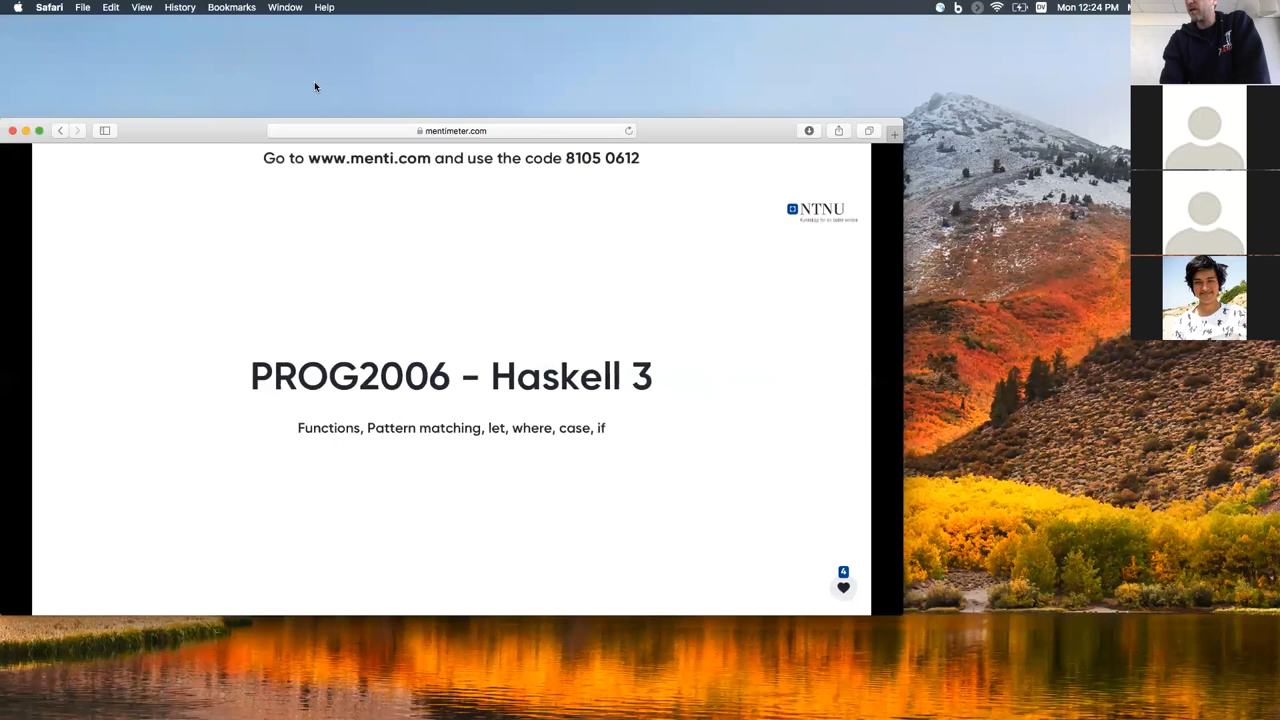 Safari File Edit View History Bookmarks Window Help
DV Mon 12:24 PM
mentimeter.com
Go to www.menti.com and use the code 8105 0612
NTNU
PROG2006 - Haskell 3
Functions, Pattern matching, let, where, case, if
4